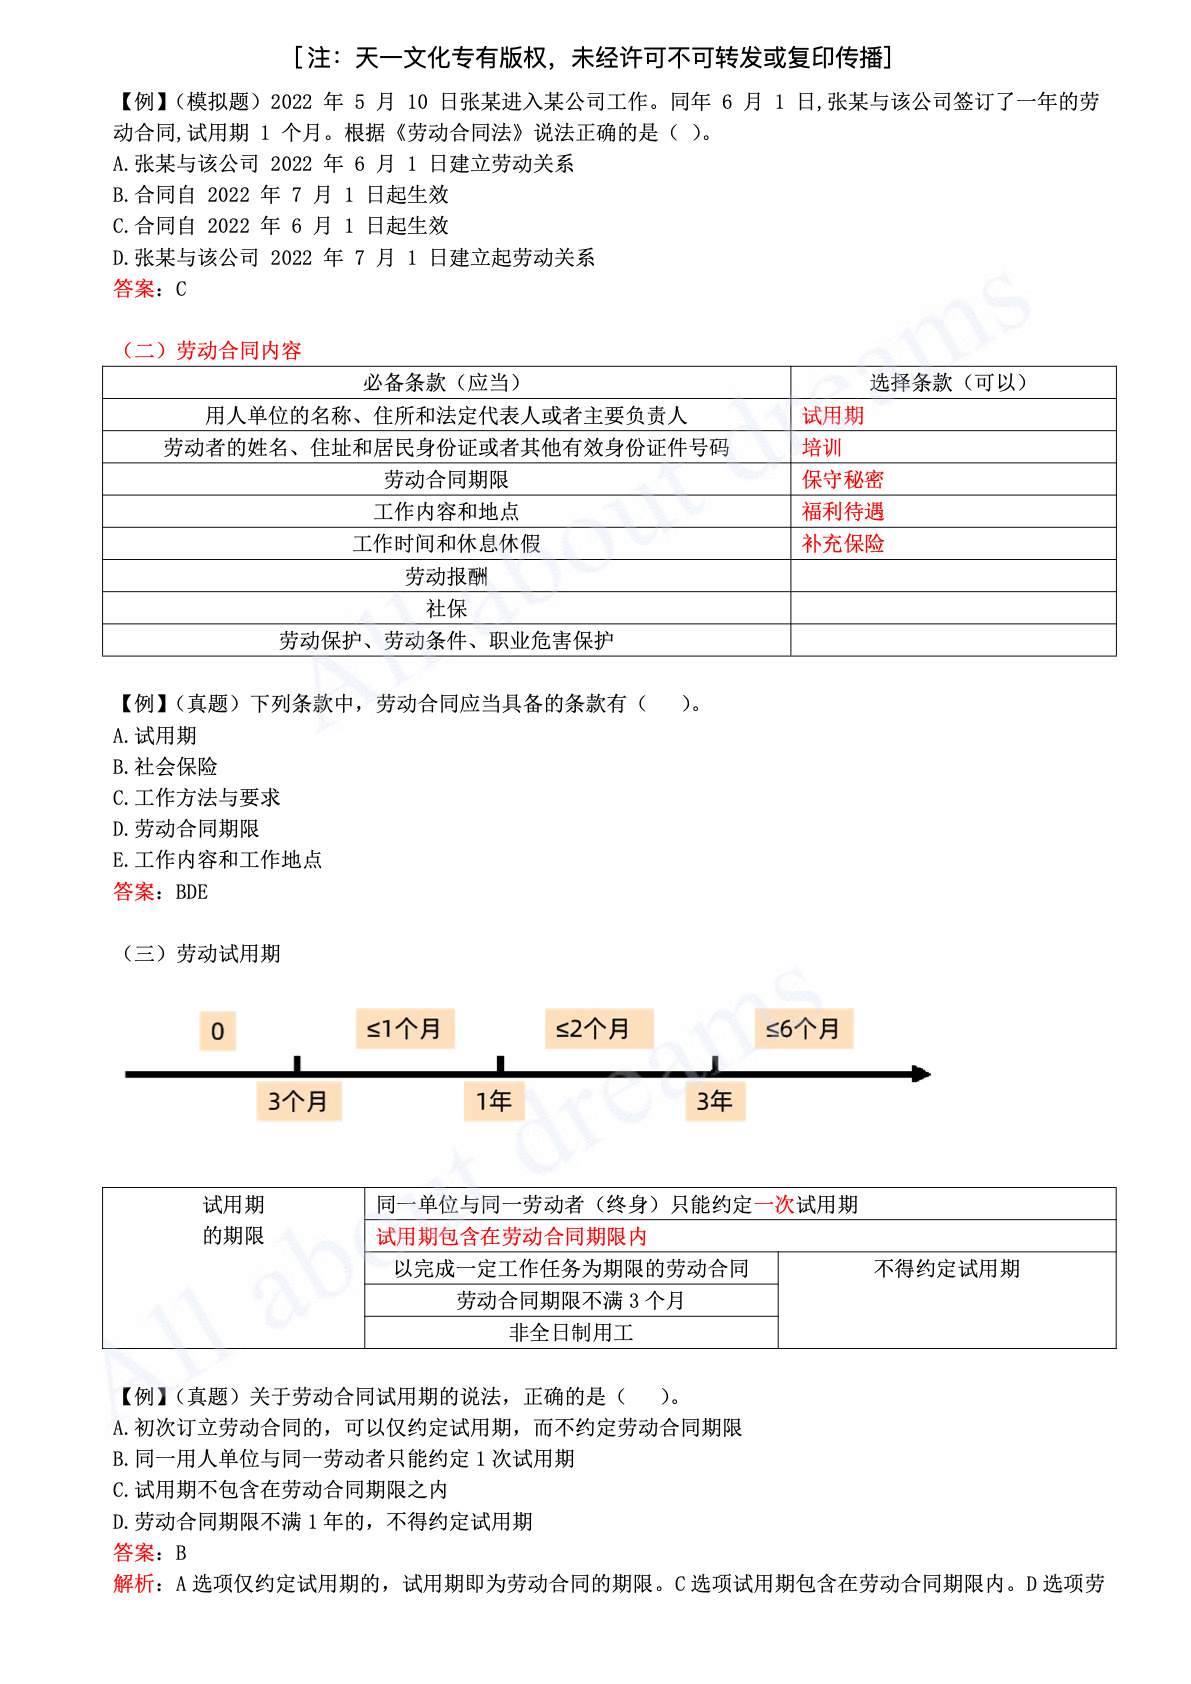 [注：天一文化专有版权，未经许可不可转发或复印传播]
【例】（模拟题）2022 年 5 月 10 日张某进入某公司工作。同年 6 月 1 日,张某与该公司签订了一年的劳
动合同,试用期 1 个月。根据《劳动合同法》说法正确的是（ ）。
A.张某与该公司 2022 年 6 月 1 日建立劳动关系
B.合同自 2022 年 7 月 1 日起生效
C.合同自 2022 年 6 月 1 日起生效
D.张某与该公司 2022 年 7 月 1 日建立起劳动关系
答案：C
（二）劳动合同内容
必备条款（应当） 选择条款（可以）
用人单位的名称、住所和法定代表人或者主要负责人 试用期
劳动者的姓名、住址和居民身份证或者其他有效身份证件号码 培训
劳动合同期限 保守秘密
工作内容和地点 福利待遇
工作时间和休息休假 补充保险
劳动报酬
社保
劳动保护、劳动条件、职业危害保护
【例】（真题）下列条款中，劳动合同应当具备的条款有（ ）。
A.试用期
B.社会保险
C.工作方法与要求
D.劳动合同期限
E.工作内容和工作地点
答案：BDE
（三）劳动试用期
0 ≤1个月 ≤2个月 ≤6个月
3个月 1年 3年
试用期 同一单位与同一劳动者（终身）只能约定一次试用期
的期限 试用期包含在劳动合同期限内
以完成一定工作任务为期限的劳动合同 不得约定试用期
劳动合同期限不满 3 个月
非全日制用工
【例】（真题）关于劳动合同试用期的说法，正确的是（ ）。
A.初次订立劳动合同的，可以仅约定试用期，而不约定劳动合同期限
B.同一用人单位与同一劳动者只能约定 1 次试用期
C.试用期不包含在劳动合同期限之内
D.劳动合同期限不满 1 年的，不得约定试用期
答案：B
解析：A 选项仅约定试用期的，试用期即为劳动合同的期限。C 选项试用期包含在劳动合同期限内。D 选项劳
All about dreams
All about dreams